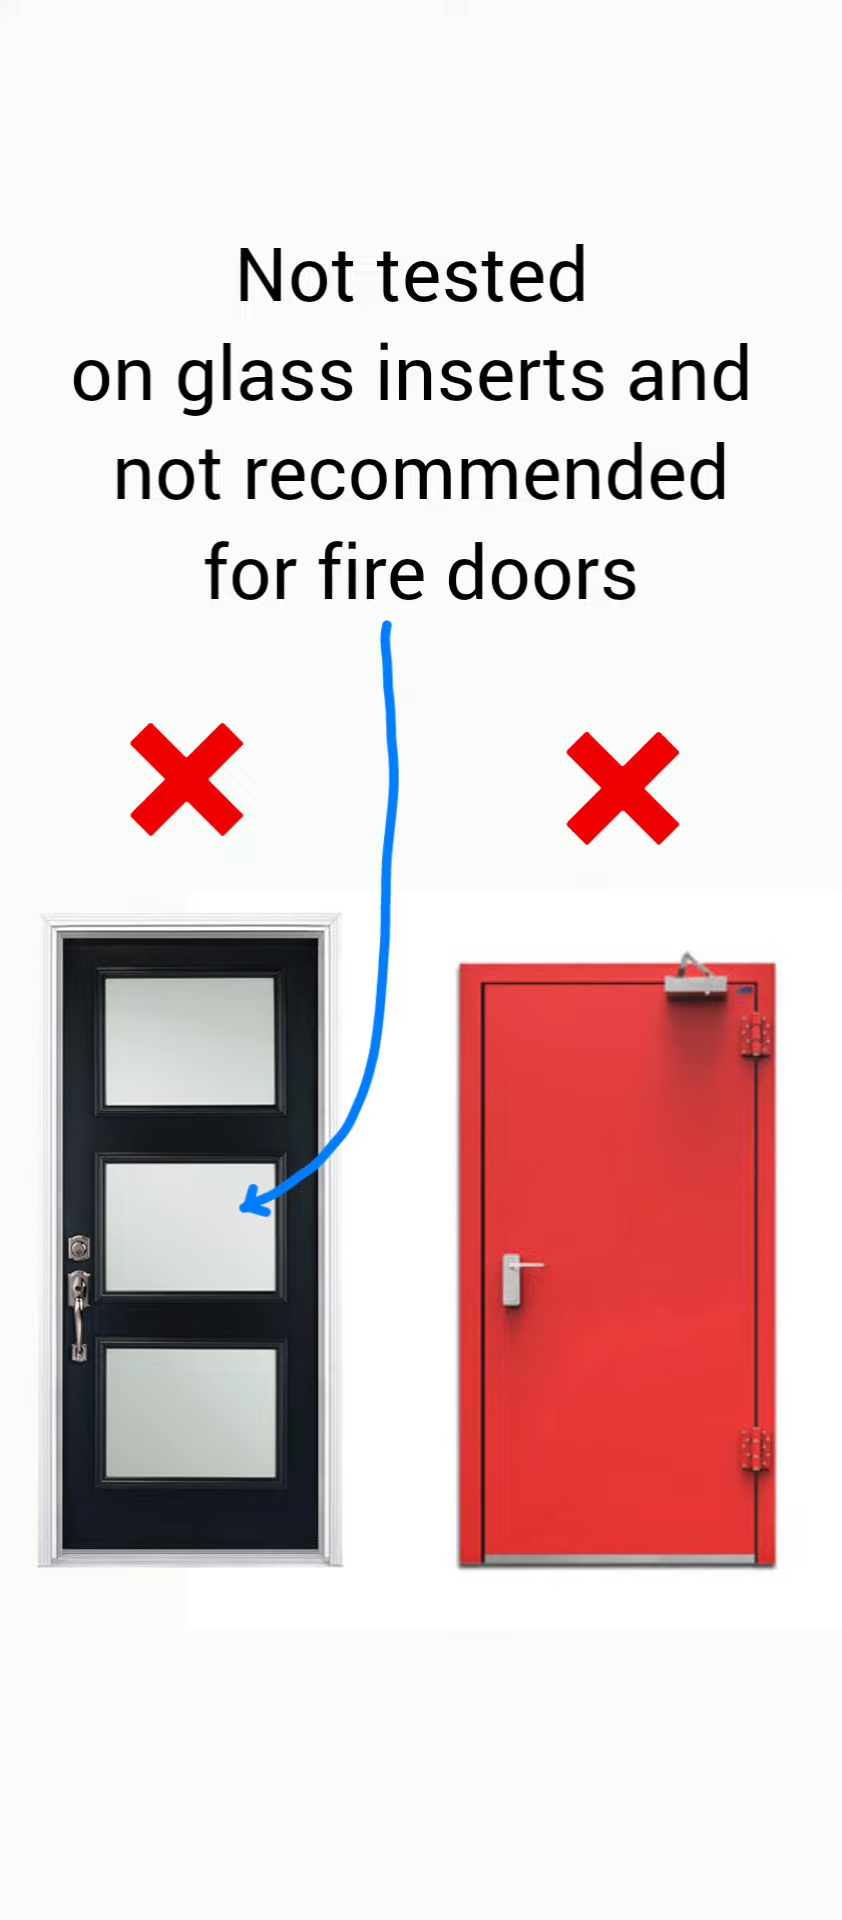 Not tested
on glass inserts and
not recommended
for fire doors